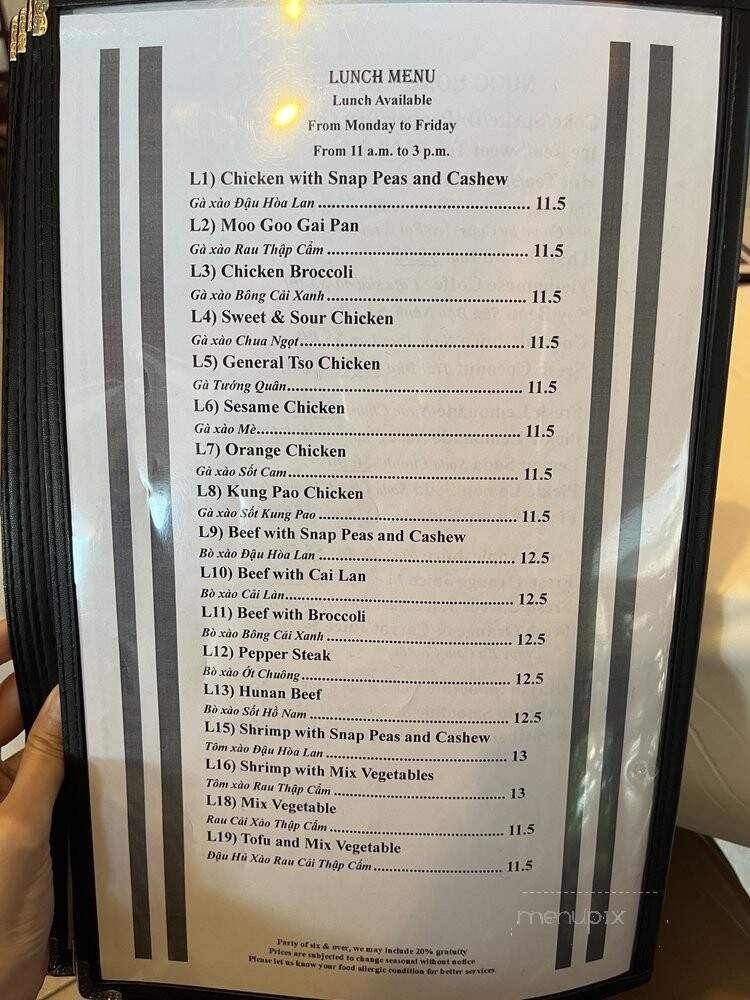 LUNCH MENU
Lunch Available
From Monday to Friday
From 11 a.m. to 3 p.m.
L1) Chicken with Snap Peas and Cashew
Gà xào Đậu Hòa Lan ................................................ 11.5
L2) Moo Goo Gai Pan
Gà xào Rau Thập Cẩm ................................................ 11.5
L3) Chicken Broccoli
Gà xào Bông Cải Xanh ................................................ 11.5
L4) Sweet & Sour Chicken
Gà xào Chua Ngọt ................................................ 11.5
L5) General Tso Chicken
Gà Tướng Quân ................................................ 11.5
L6) Sesame Chicken
Gà xào Mè ................................................ 11.5
L7) Orange Chicken
Gà xào Sốt Cam ................................................ 11.5
L8) Kung Pao Chicken
Gà xào Sốt Kung Pao ................................................ 11.5
L9) Beef with Snap Peas and Cashew
Bò xào Đậu Hòa Lan ................................................ 12.5
L10) Beef with Cai Lan
Bò xào Cải Làn ................................................ 12.5
L11) Beef with Broccoli
Bò xào Bông Cải Xanh ................................................ 12.5
L12) Pepper Steak
Bò xào Ớt Chuông ................................................ 12.5
L13) Hunan Beef
Bò xào Sốt Hồ Nam ................................................ 12.5
L15) Shrimp with Snap Peas and Cashew
Tôm xào Đậu Hòa Lan ................................................ 13
L16) Shrimp with Mix Vegetables
Tôm xào Rau Thập Cẩm ................................................ 13
L18) Mix Vegetable
Rau Cải Xào Thập Cẩm ................................................ 11.5
L19) Tofu and Mix Vegetable
Đậu Hủ Xào Rau Cải Thập Cẩm ................................................ 11.5
Party of six & over, we may include 20% gratuity
Prices are subjected to change seasonal without notice
Please let us know your food allergic condition for better services
menupix